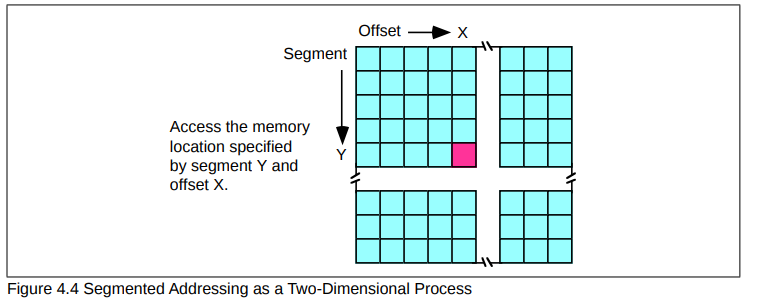 Offset X
Segment
Access the memory
location specified
by segment Y and
offset X.
Y
Figure 4.4 Segmented Addressing as a Two-Dimensional Process